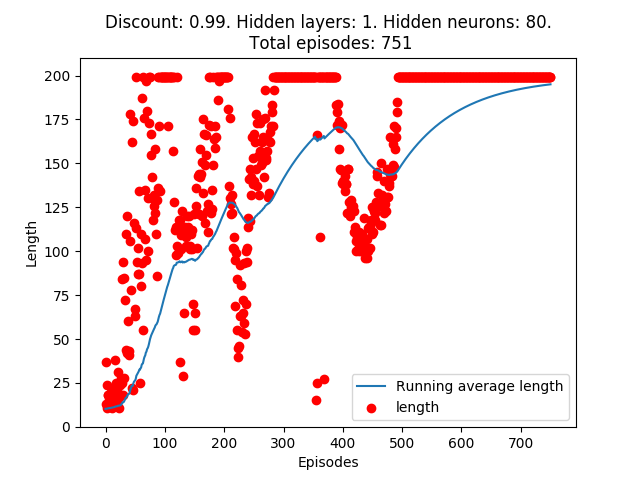 Discount: 0.99. Hidden layers: 1. Hidden neurons: 80.
Total episodes: 751
200
175
150
125
100
75
50
25
0
Length
0 100 200 300 400 500 600 700
Episodes
Running average length
length